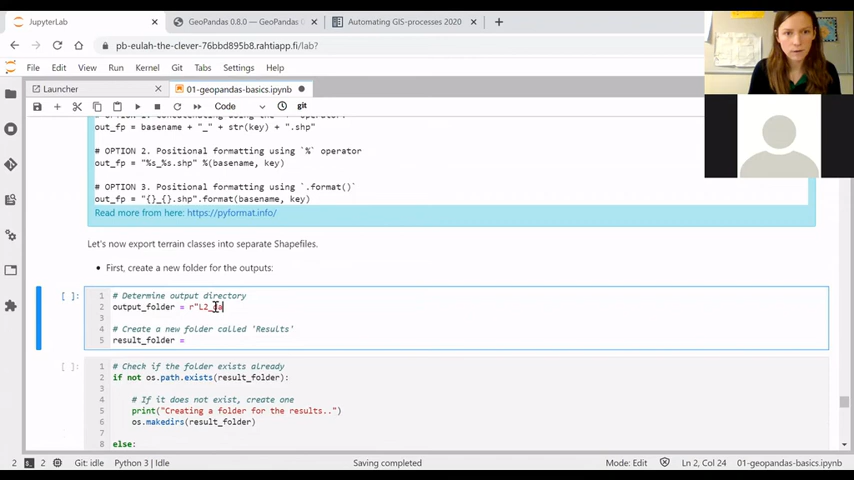 JupyterLab
GeoPandas 0.8.0 — GeoPandas
Automating GIS-processes 2020
pb-eulah-the-clever-76bbd895b8.rahtiapp.fi/lab?
File Edit View Run Kernel Git Tabs Settings Help
Launcher
01-geopandas-basics.ipynb
Code git
out_fp = basename + "_" + str(key) + ".shp"
# OPTION 2. Positional formatting using `%` operator
out_fp = "%s_%s.shp" %(basename, key)
# OPTION 3. Positional formatting using `.format()`
out_fp = "{}_{}.shp".format(basename, key)
Read more from here: https://pyformat.info/
Let's now export terrain classes into separate Shapefiles.
• First, create a new folder for the outputs:
[ ]: 1 # Determine output directory
2 output_folder = r"L2_da
3
4 # Create a new folder called 'Results'
5 result_folder =
[ ]: 1 # Check if the folder exists already
2 if not os.path.exists(result_folder):
3
4 # If it does not exist, create one
5 print("Creating a folder for the results..")
6 os.makedirs(result_folder)
7
8 else:
2 2 Git: idle Python 3 | Idle Saving completed Mode: Edit Ln 2, Col 24 01-geopandas-basics.ipynb